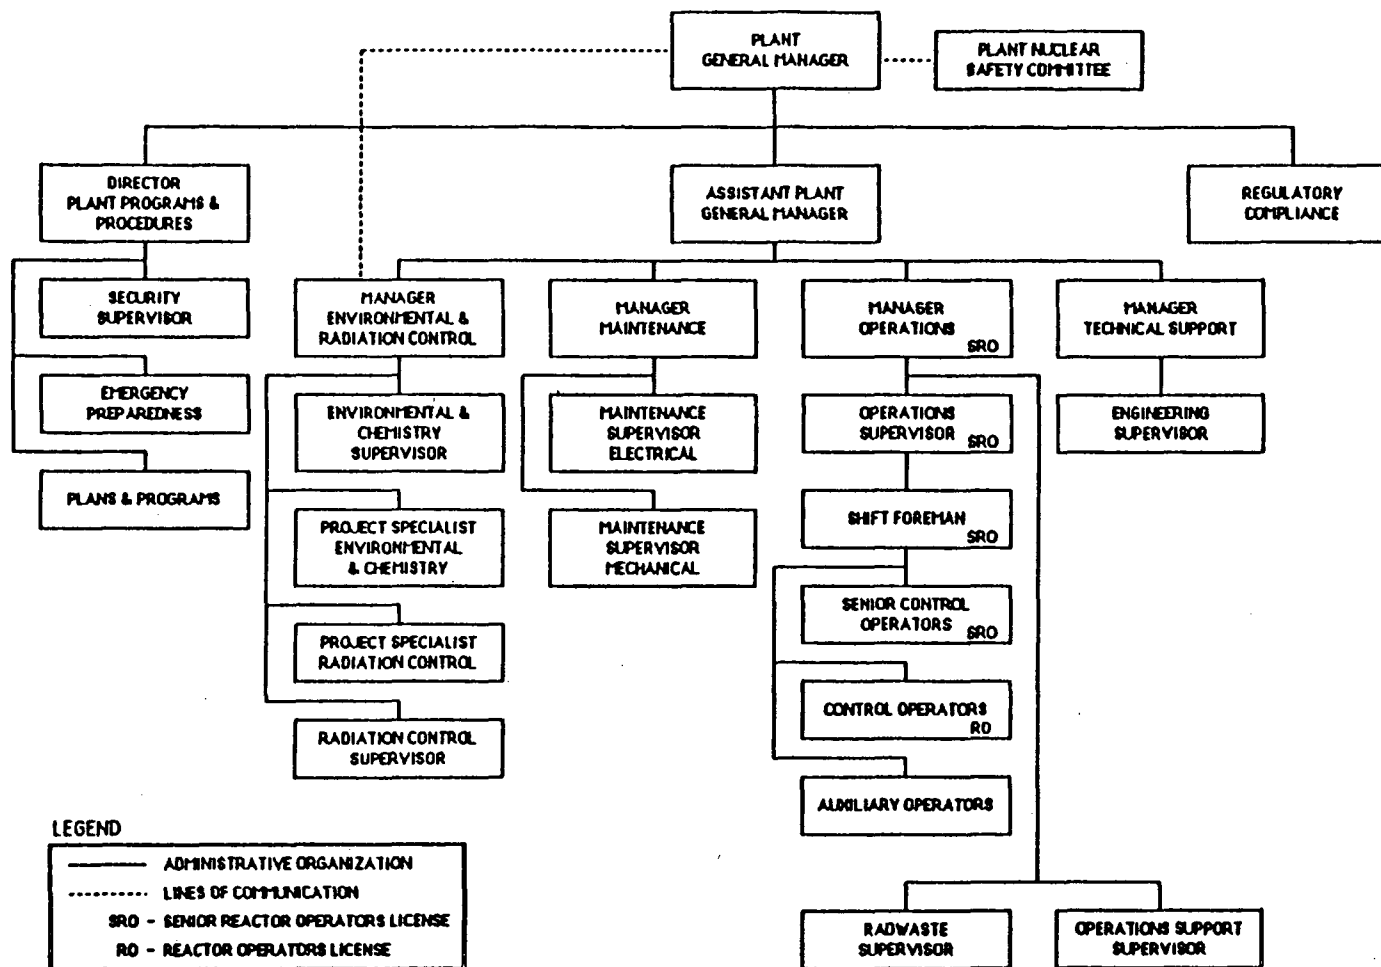 PLANT
GENERAL MANAGER
PLANT NUCLEAR
SAFETY COMMITTEE
DIRECTOR
PLANT PROGRAMS &
PROCEDURES
ASSISTANT PLANT
GENERAL MANAGER
REGULATORY
COMPLIANCE
SECURITY
SUPERVISOR
EMERGENCY
PREPAREDNESS
PLANS & PROGRAMS
MANAGER
ENVIRONMENTAL &
RADIATION CONTROL
ENVIRONMENTAL &
CHEMISTRY
SUPERVISOR
PROJECT SPECIALIST
ENVIRONMENTAL
& CHEMISTRY
PROJECT SPECIALIST
RADIATION CONTROL
RADIATION CONTROL
SUPERVISOR
MANAGER
MAINTENANCE
MAINTENANCE
SUPERVISOR
ELECTRICAL
MAINTENANCE
SUPERVISOR
MECHANICAL
MANAGER
OPERATIONS
SRO
OPERATIONS
SUPERVISOR SRO
SHIFT FOREMAN
SRO
SENIOR CONTROL
OPERATORS SRO
CONTROL OPERATORS
RO
AUXILIARY OPERATORS
MANAGER
TECHNICAL SUPPORT
ENGINEERING
SUPERVISOR
RADWASTE
SUPERVISOR
OPERATIONS SUPPORT
SUPERVISOR
LEGEND
ADMINISTRATIVE ORGANIZATION
LINES OF COMMUNICATION
SRO - SENIOR REACTOR OPERATORS LICENSE
RO - REACTOR OPERATORS LICENSE